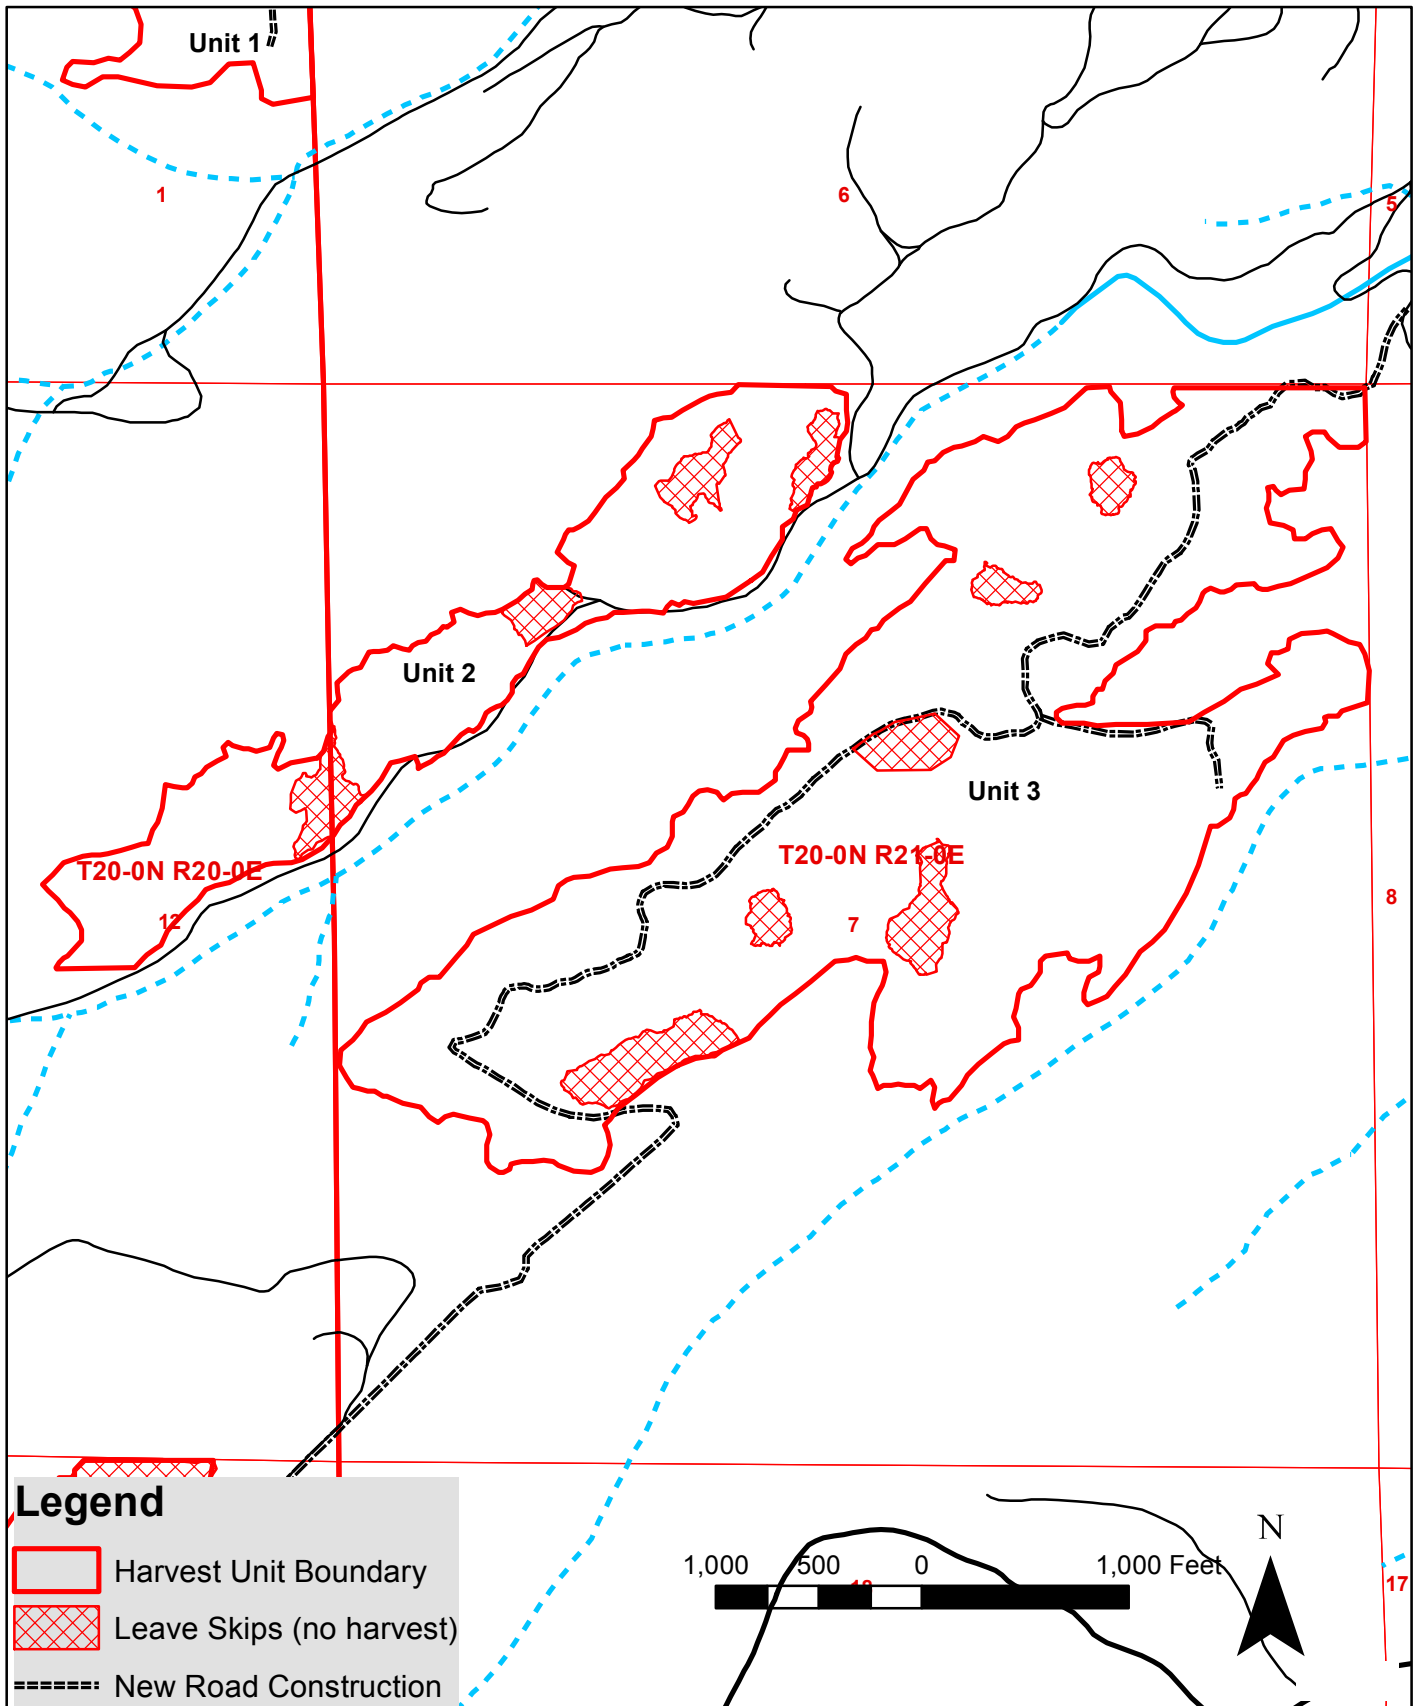 Unit 1
1
6
5
Unit 2
Unit 3
T20-0N R20-0E
T20-0N R21-0E
12
7
8
Legend
Harvest Unit Boundary
Leave Skips (no harvest)
New Road Construction
1,000 500 0 1,000 Feet
N
17